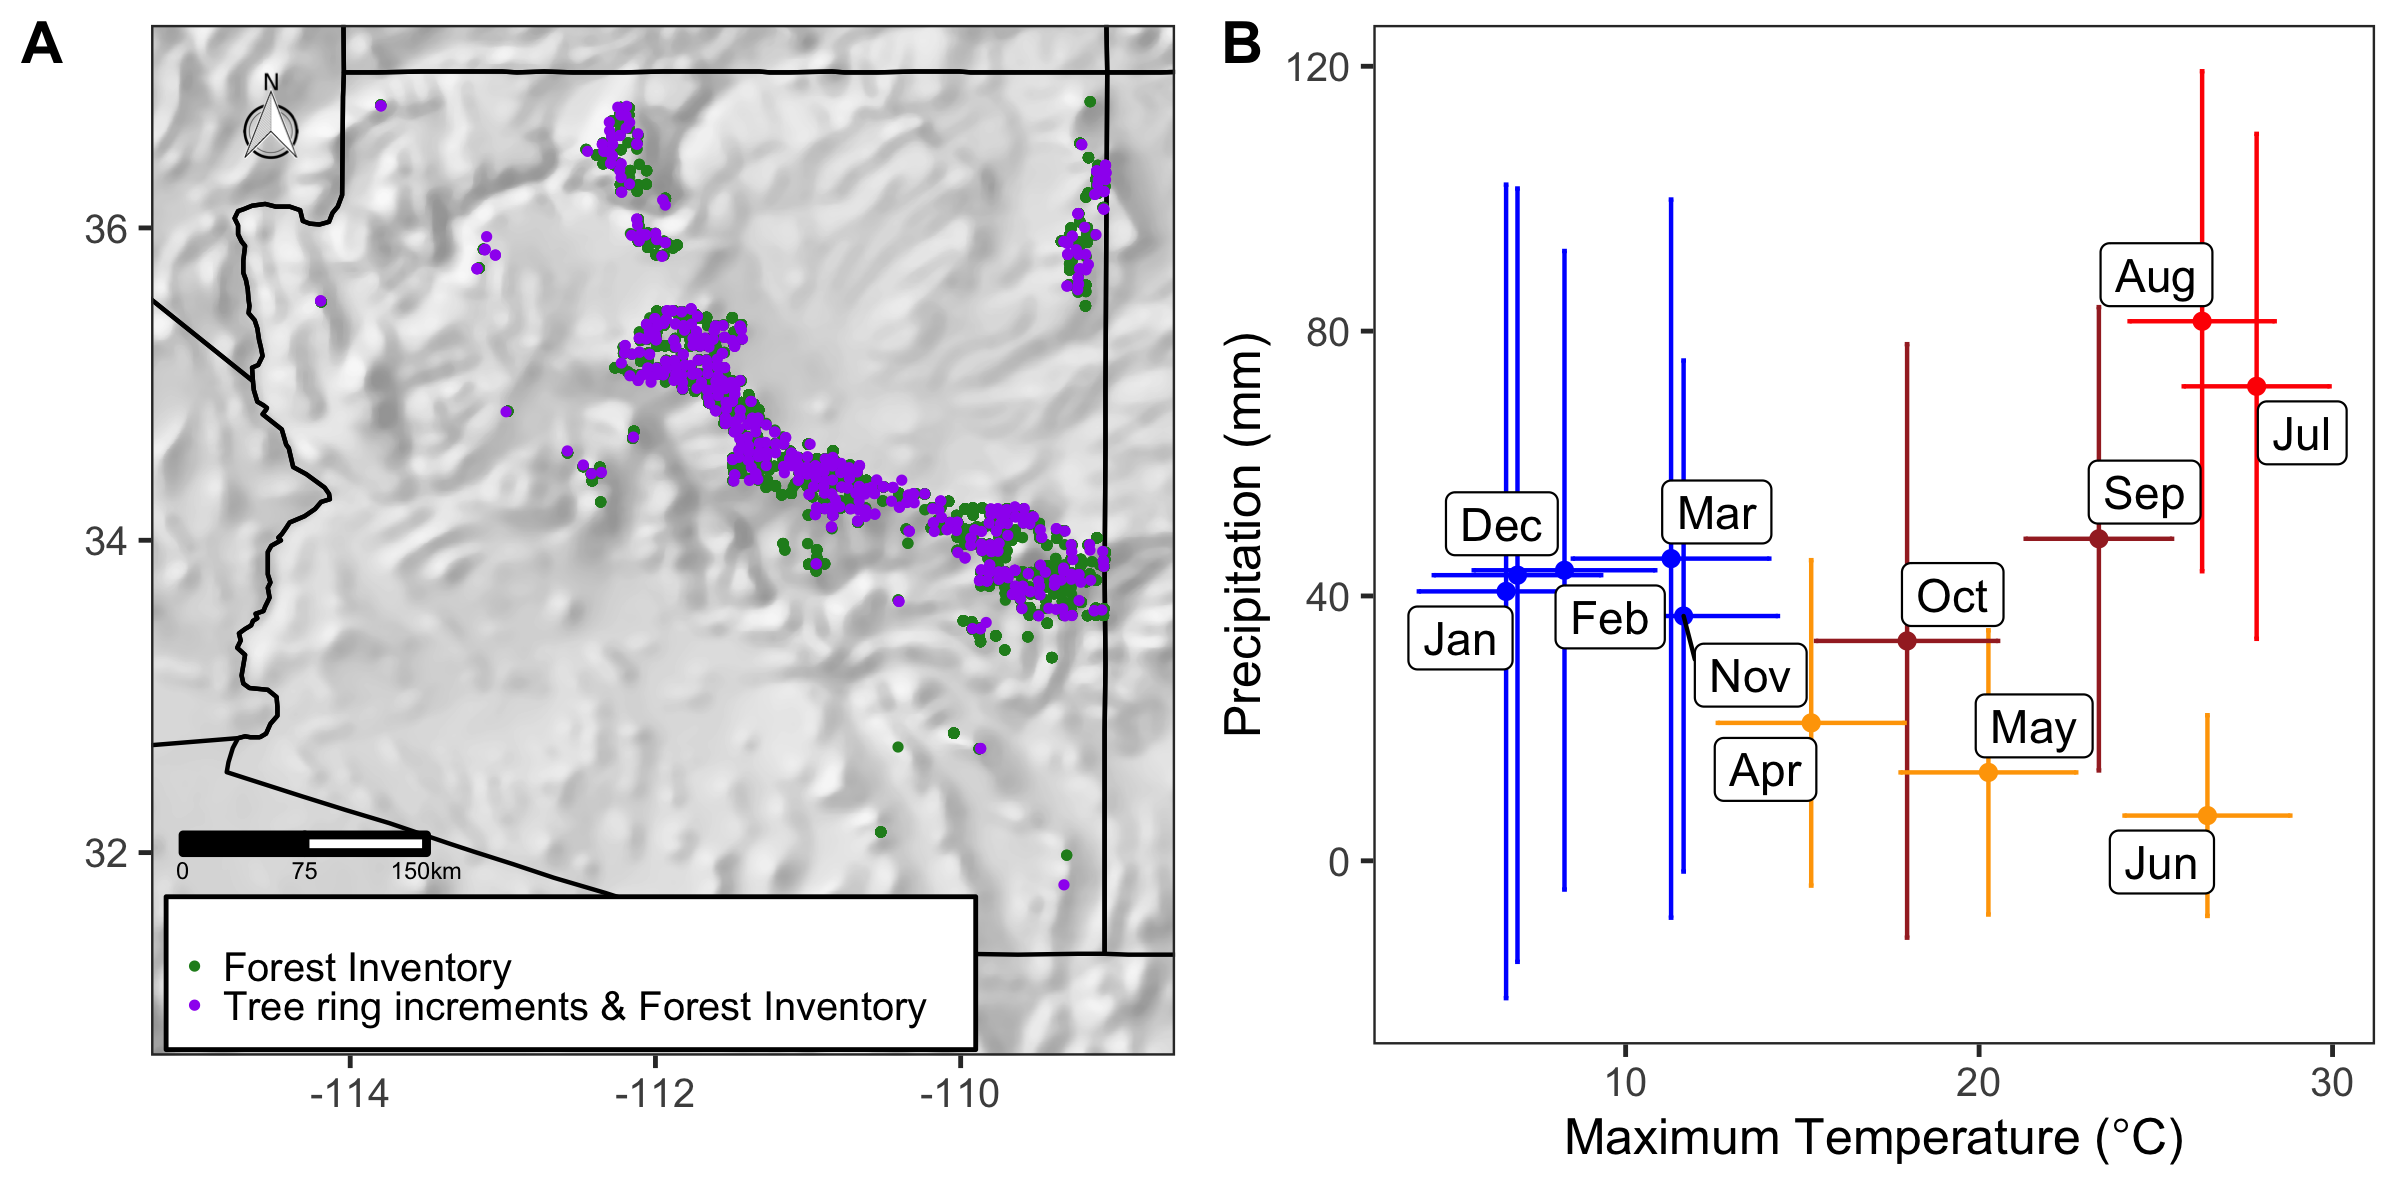 A
N
36
34
32
0 75 150km
Forest Inventory
Tree ring increments & Forest Inventory
-114 -112 -110
B
Precipitation (mm)
120
80
40
0
Aug
Jul
Sep
Dec
Mar
Oct
Feb
Jan
Nov
May
Apr
Jun
10 20 30
Maximum Temperature (°C)